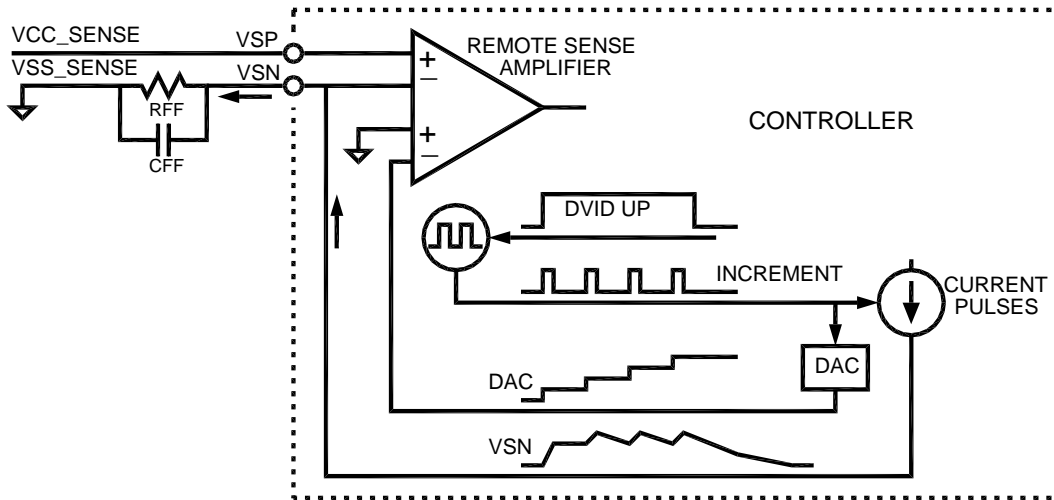 VCC_SENSE
VSP
VSS_SENSE
VSN
RFF
CFF
+
−
+
−
REMOTE SENSE
AMPLIFIER
CONTROLLER
DVID UP
INCREMENT
CURRENT
PULSES
DAC
DAC
VSN